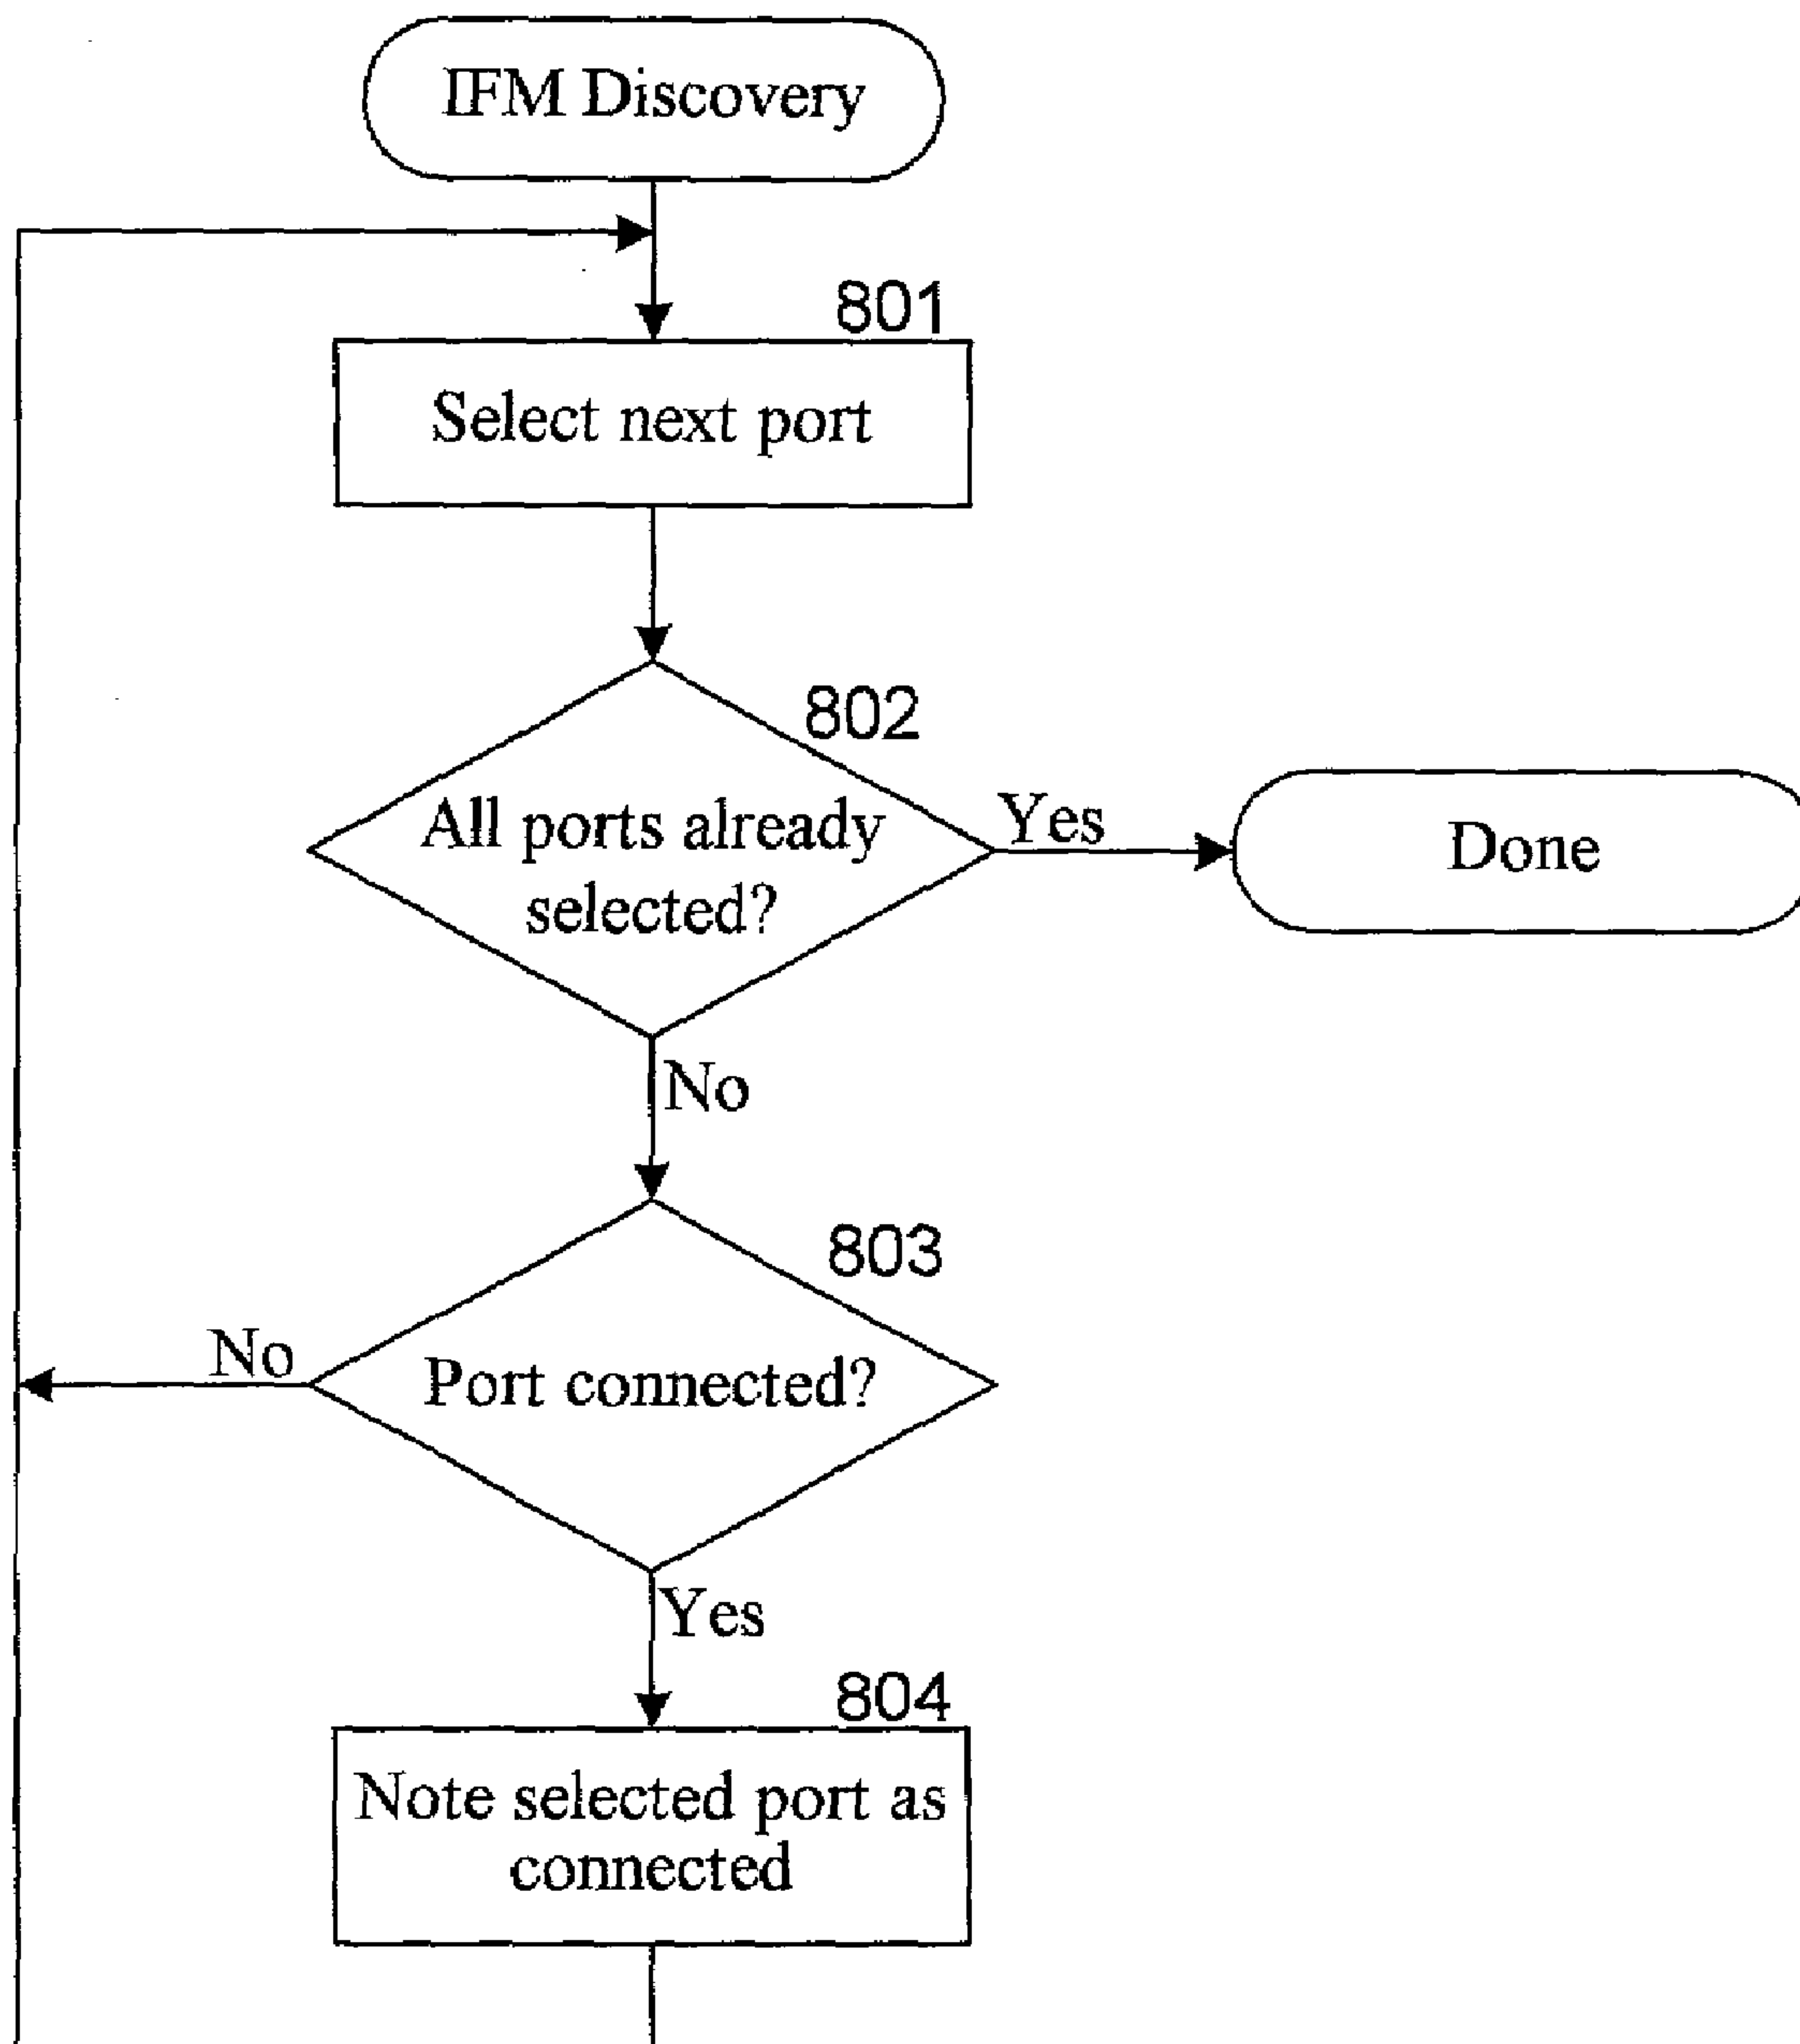 IFM Discovery
801
Select next port
802
All ports already
selected?
Yes
Done
No
803
Port connected?
No
Yes
804
Note selected port as
connected